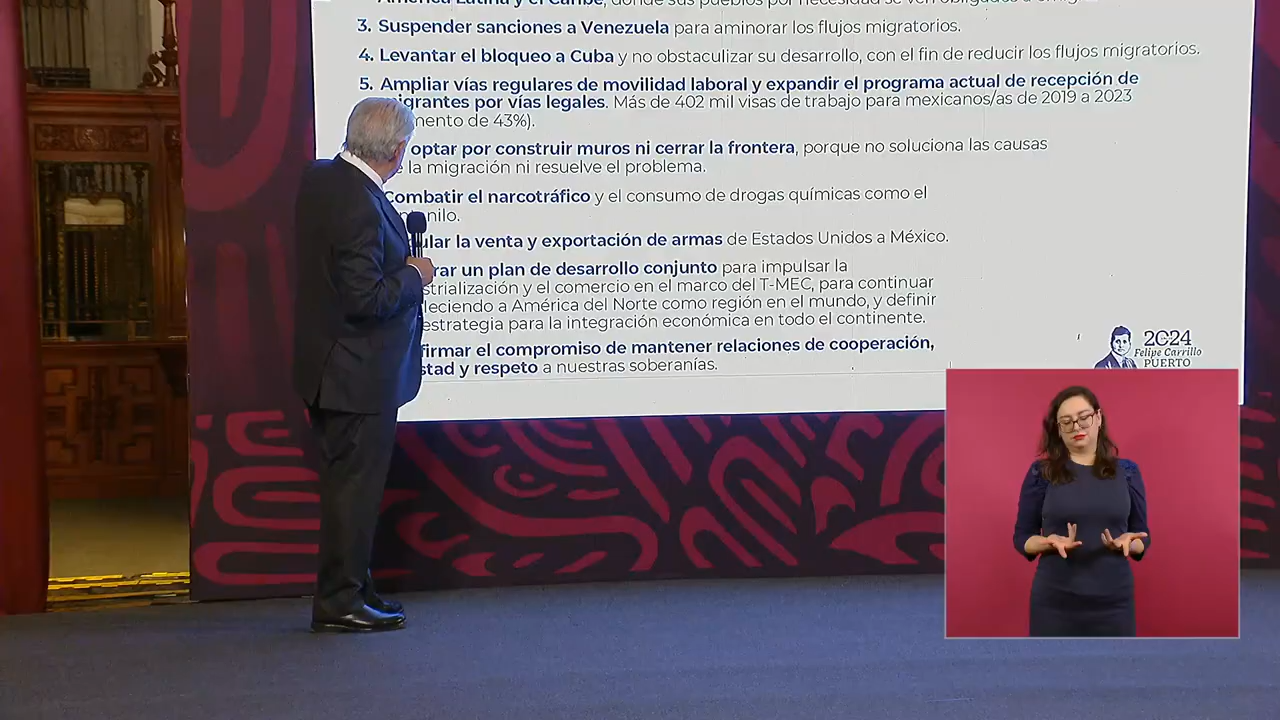 América Latina y el Caribe, donde sus pueblos por necesidad se ven obligados a
3. Suspender sanciones a Venezuela para aminorar los flujos migratorios.
4. Levantar el bloqueo a Cuba y no obstaculizar su desarrollo, con el fin de reducir los flujos migratorios.
5. Ampliar vías regulares de movilidad laboral y expandir el programa actual de recepción de
migrantes por vías legales. Más de 402 mil visas de trabajo para mexicanos/as de 2019 a 2023
mento de 43%).
optar por construir muros ni cerrar la frontera, porque no soluciona las causas
la migración ni resuelve el problema.
Combatir el narcotráfico y el consumo de drogas químicas como el
nilo.
ular la venta y exportación de armas de Estados Unidos a México.
rar un plan de desarrollo conjunto para impulsar la
strialización y el comercio en el marco del T-MEC, para continuar
leciendo a América del Norte como región en el mundo, y definir
estrategia para la integración económica en todo el continente.
firmar el compromiso de mantener relaciones de cooperación,
stad y respeto a nuestras soberanías.
2024
Felipe Carrillo
PUERTO